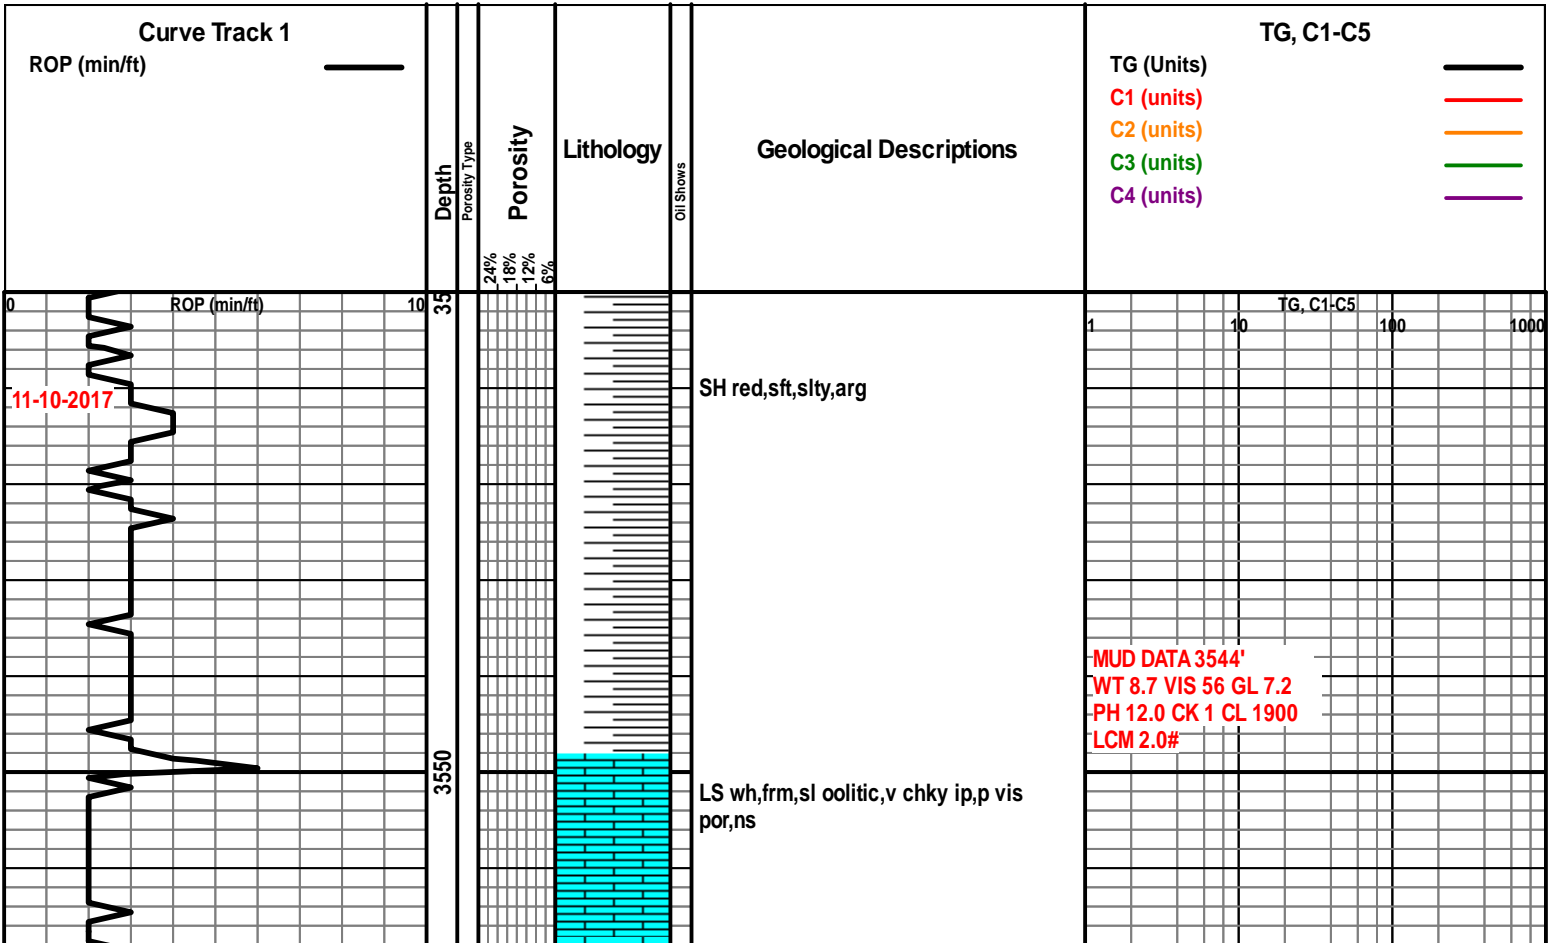 Curve Track 1
ROP (min/ft)
Depth
Porosity Type
Porosity
24%
18%
12%
6%
Lithology
Oil Shows
Geological Descriptions
TG, C1-C5
TG (Units)
C1 (units)
C2 (units)
C3 (units)
C4 (units)
0 ROP (min/ft) 10
35
TG, C1-C5
1 10 100 1000
11-10-2017
SH red,sft,slty,arg
MUD DATA 3544'
WT 8.7 VIS 56 GL 7.2
PH 12.0 CK 1 CL 1900
LCM 2.0#
3550
LS wh,frm,sl oolitic,v chky ip,p vis
por,ns